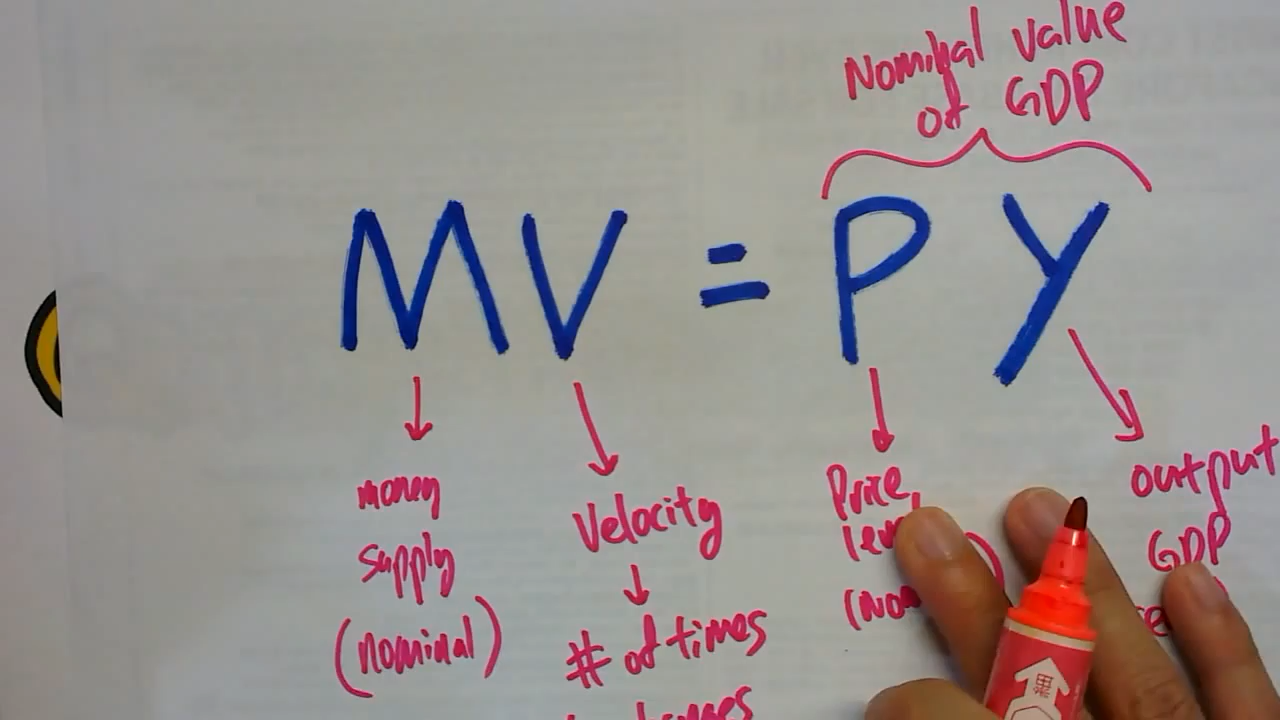 Nominal value
of GDP
MV = PY
money
supply
(nominal)
Velocity
# of times
Price
output
GDP